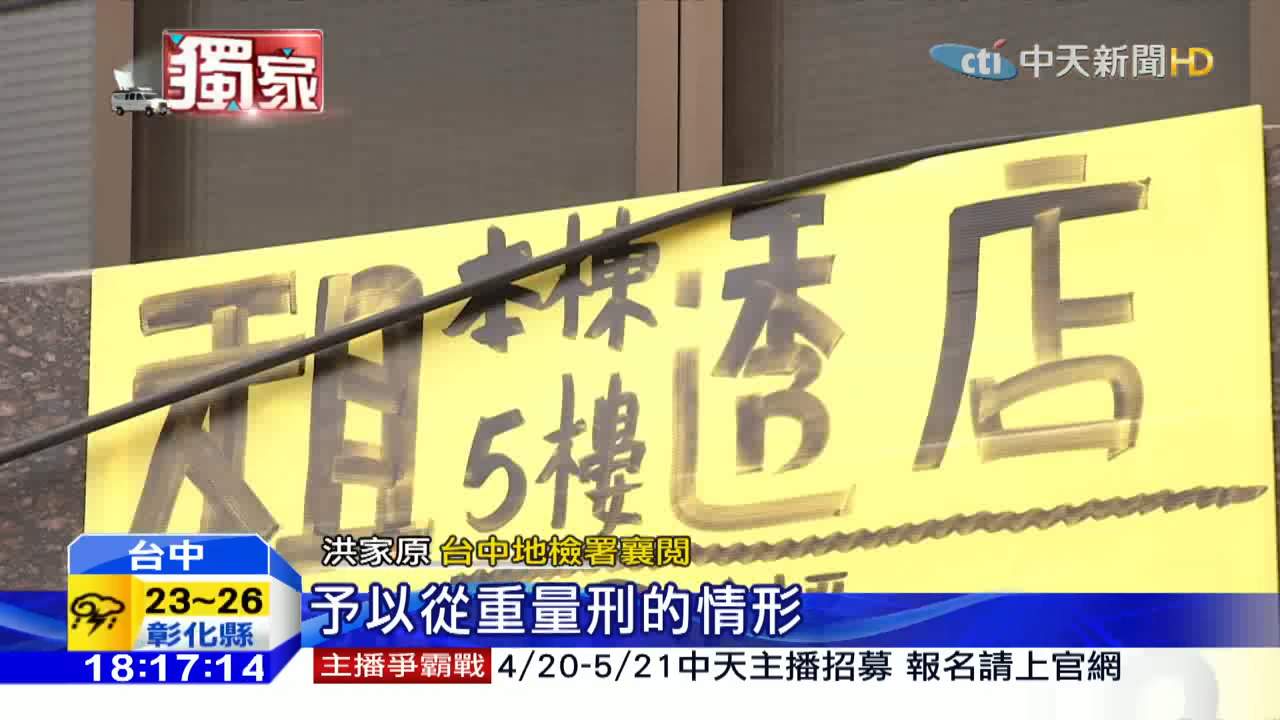 獨家
cti 中天新聞HD
租 本棟 透店
5樓
洪家原 台中地檢署襄閱
予以從重量刑的情形
台中
23~26
彰化縣
18:17:14
主播爭霸戰 4/20-5/21中天主播招募 報名請上官網